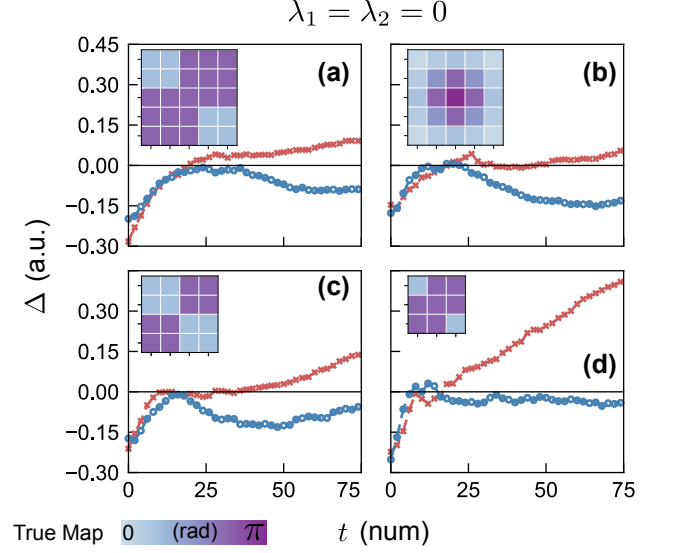 λ₁ = λ₂ = 0
0.45
0.30
0.15
0.00
−0.15
−0.30
(a)
(b)
Δ (a.u.)
0.30
0.15
0.00
−0.15
−0.30
(c)
(d)
0 25 50 75
0 25 50 75
True Map 0 (rad) π t (num)